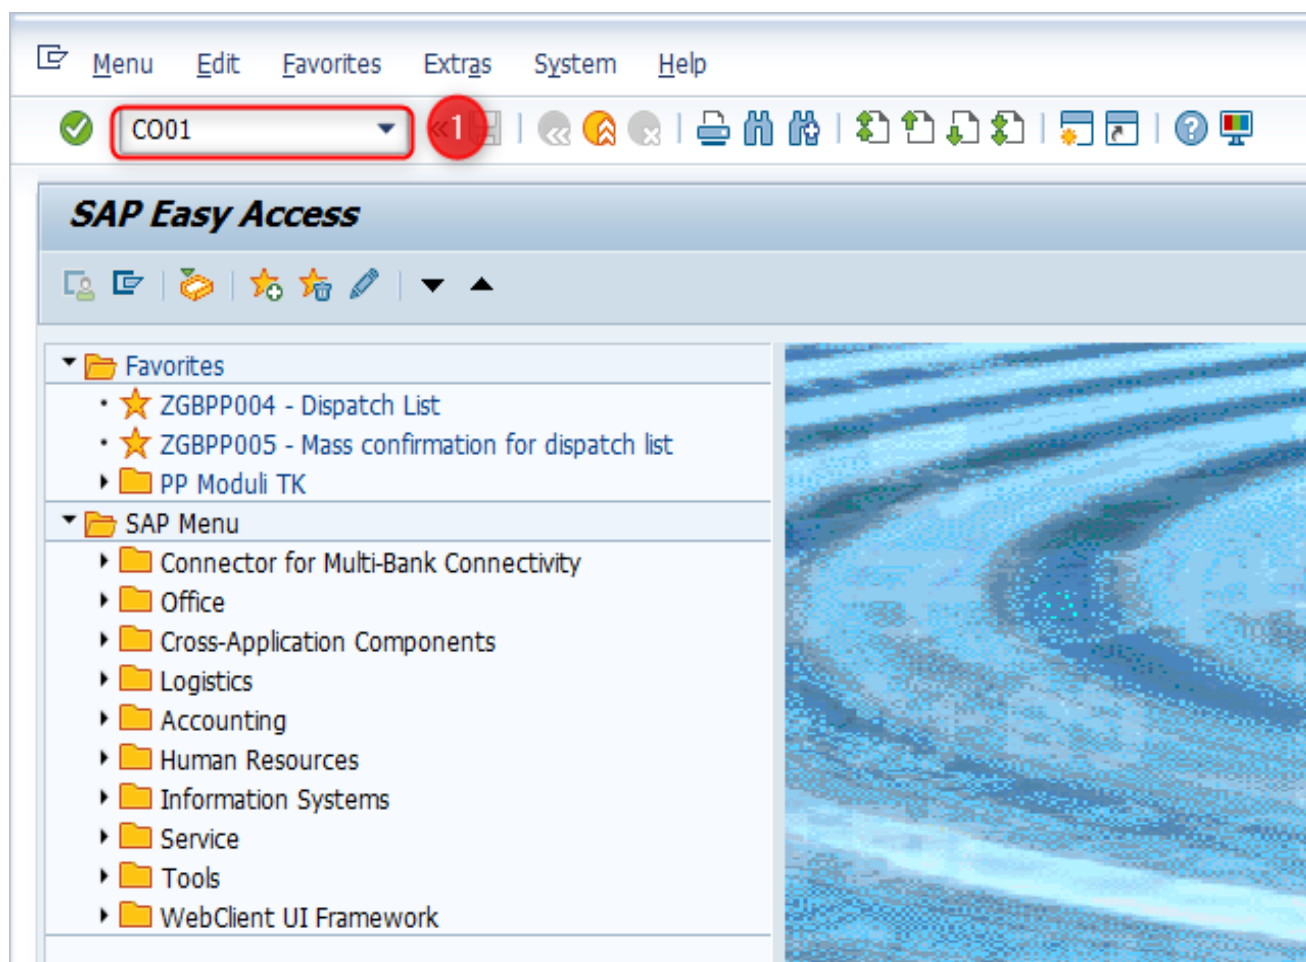 Menu Edit Favorites Extras System Help
CO01 «1
SAP Easy Access
Favorites
ZGBPP004 - Dispatch List
ZGBPP005 - Mass confirmation for dispatch list
PP Moduli TK
SAP Menu
Connector for Multi-Bank Connectivity
Office
Cross-Application Components
Logistics
Accounting
Human Resources
Information Systems
Service
Tools
WebClient UI Framework